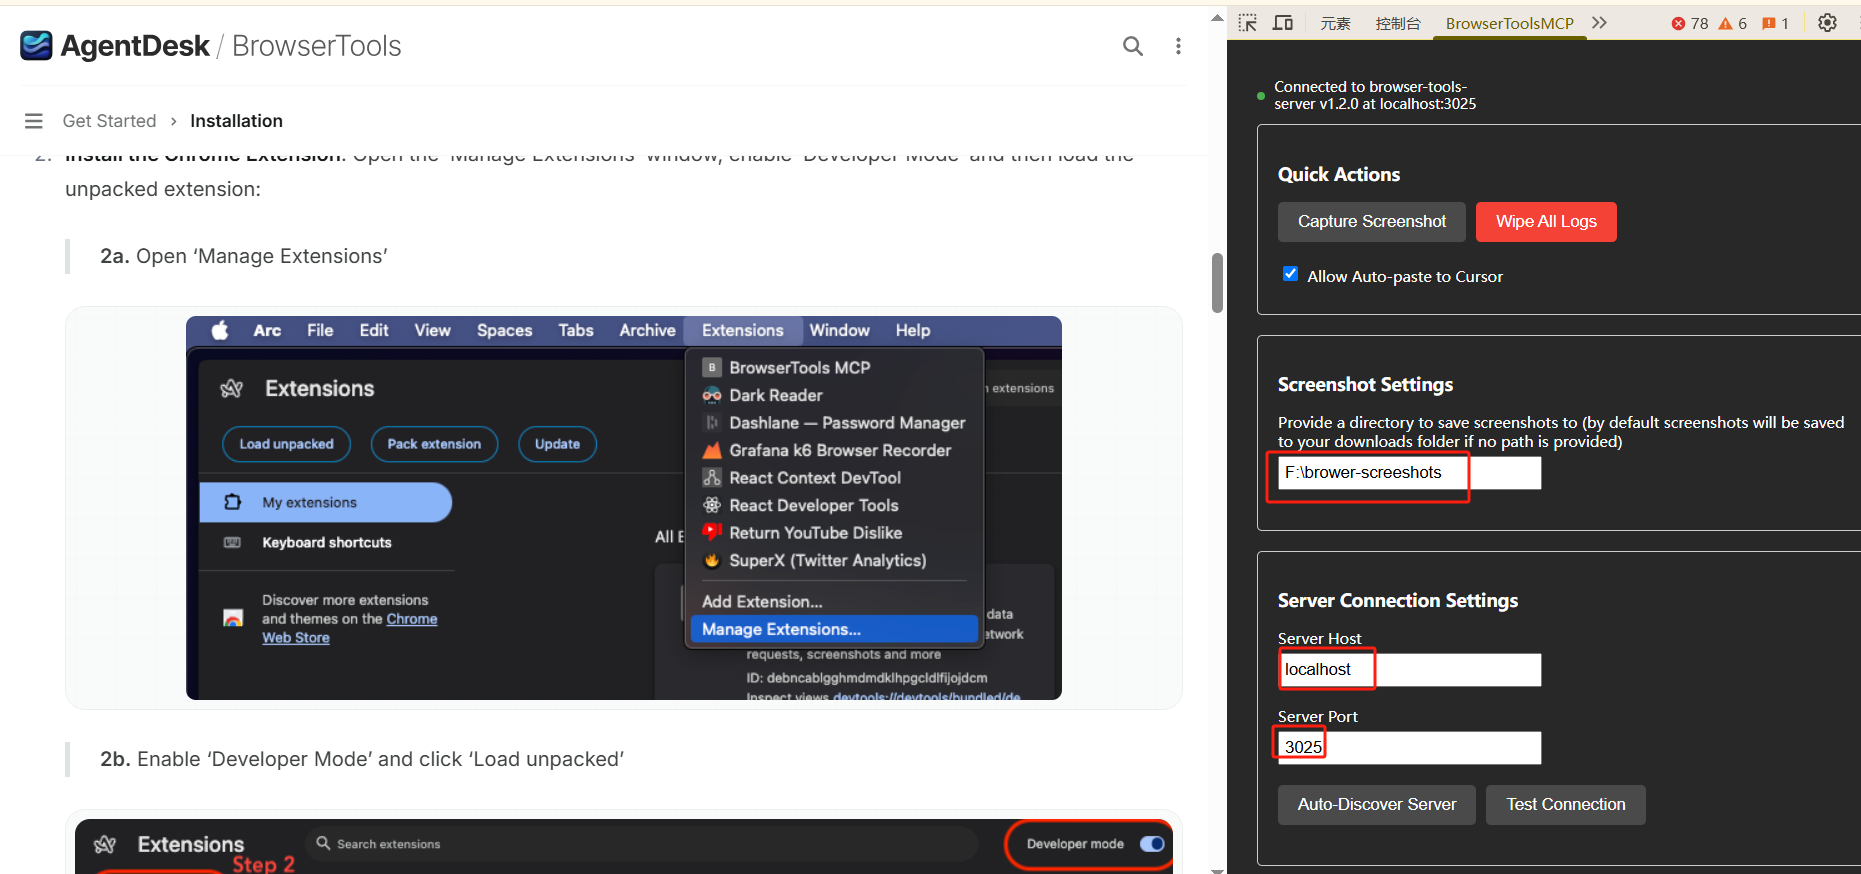 AgentDesk / BrowserTools
Get Started › Installation
2. Install the Chrome Extension: Open the 'Manage Extensions' window, enable 'Developer Mode' and then load the
unpacked extension:
2a. Open ‘Manage Extensions’
Arc File Edit View Spaces Tabs Archive Extensions Window Help
Extensions
Load unpacked Pack extension Update
My extensions
Keyboard shortcuts
Discover more extensions
and themes on the Chrome
Web Store
extensions
All E
BrowserTools MCP
Dark Reader
Dashlane — Password Manager
Grafana k6 Browser Recorder
React Context DevTool
React Developer Tools
Return YouTube Dislike
SuperX (Twitter Analytics)
Add Extension...
Manage Extensions...
data
etwork
requests, screenshots and more
ID: debncablgghmdmdklhpgcldlfijojdcm
Inspect views devtools://devtools/bundled/de
2b. Enable ‘Developer Mode’ and click ‘Load unpacked’
Extensions
Search extensions
Developer mode
Step 2
元素 控制台 BrowserToolsMCP 78 6 1
Connected to browser-tools-
server v1.2.0 at localhost:3025
Quick Actions
Capture Screenshot Wipe All Logs
Allow Auto-paste to Cursor
Screenshot Settings
Provide a directory to save screenshots to (by default screenshots will be saved
to your downloads folder if no path is provided)
F:\brower-screeshots
Server Connection Settings
Server Host
localhost
Server Port
3025
Auto-Discover Server Test Connection